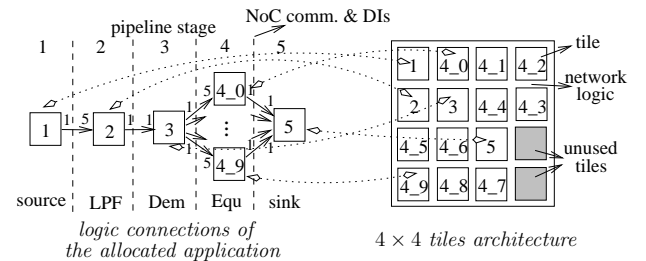 NoC comm. & DIs
pipeline stage
1 2 3 4 5
1 5 2 1 1 3 1 1 5 5 4_0 4_9 1 1 5
⋮
source LPF Dem Equ sink
logic connections of
the allocated application
1 4_0 4_1 4_2
2 3 4_4 4_3
4_5 4_6 5
4_9 4_8 4_7
tile
network
logic
unused
tiles
4 × 4 tiles architecture